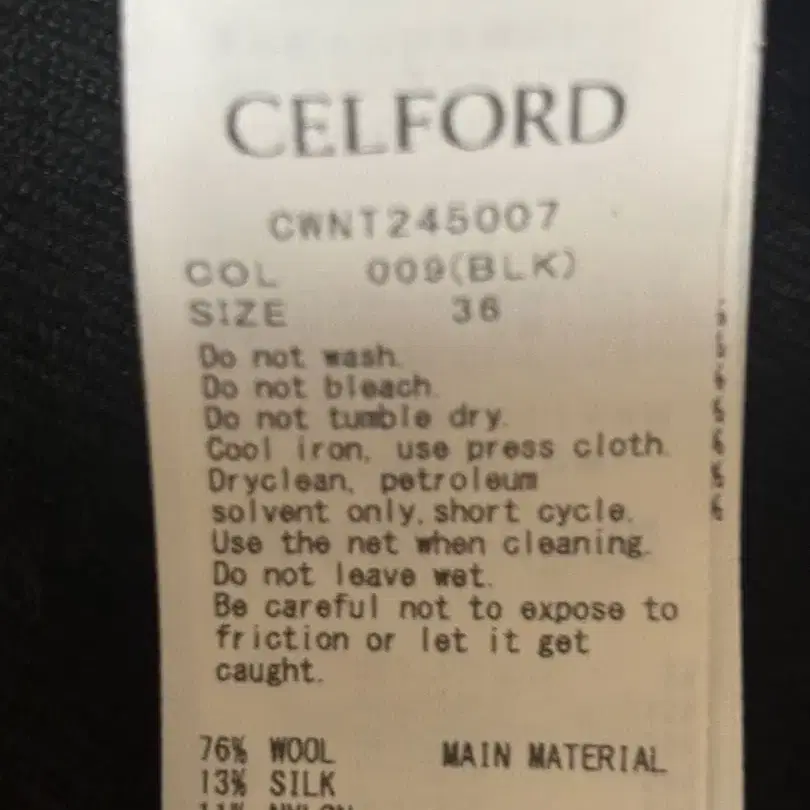 CELFORD
CWNT245007
COL 009(BLK)
SIZE 36
Do not wash.
Do not bleach.
Do not tumble dry.
Cool iron, use press cloth.
Dryclean, petroleum
solvent only, short cycle.
Use the net when cleaning.
Do not leave wet.
Be careful not to expose to
friction or let it get
caught.
76% WOOL MAIN MATERIAL
13% SILK
11% NYLON